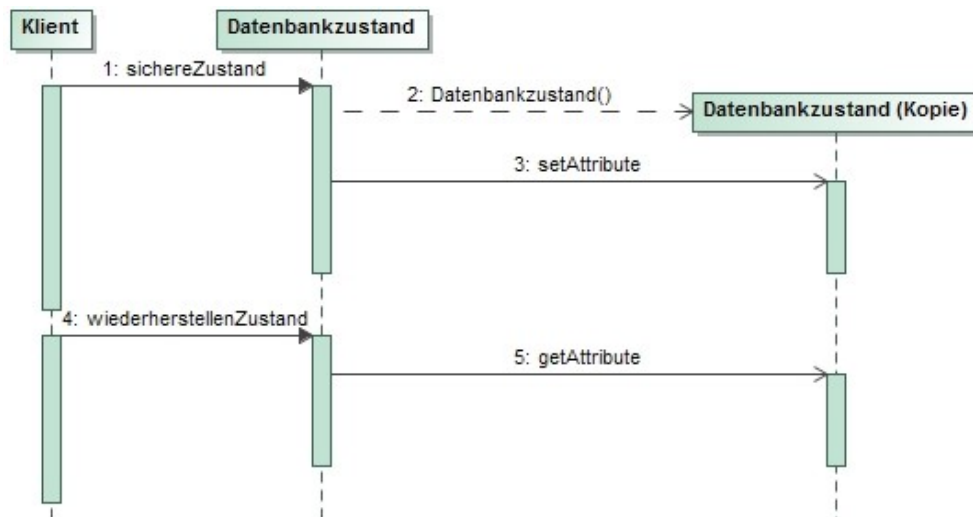 Klient
Datenbankzustand
1: sichereZustand
2: Datenbankzustand()
Datenbankzustand (Kopie)
3: setAttribute
4: wiederherstellenZustand
5: getAttribute